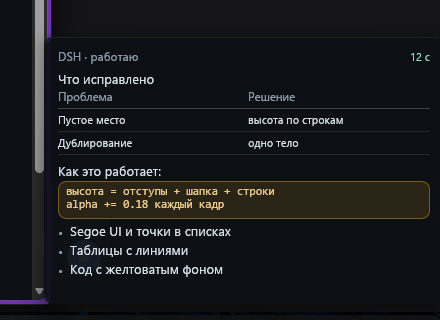 DSH · работаю 12 с
Что исправлено
Проблема Решение
Пустое место высота по строкам
Дублирование одно тело
Как это работает:
высота = отступы + шапка + строки
alpha += 0.18 каждый кадр
• Segoe UI и точки в списках
• Таблицы с линиями
• Код с желтоватым фоном